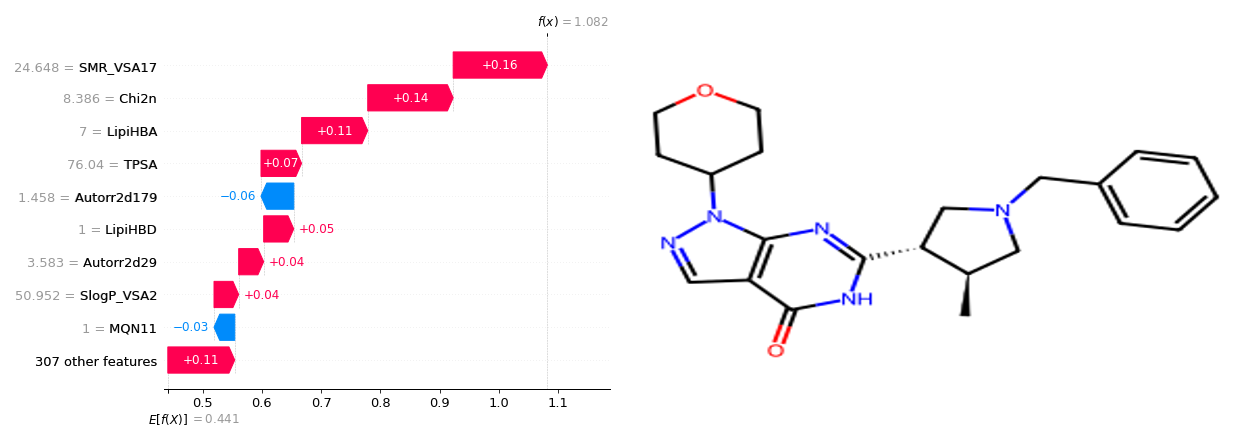 f(x) = 1.082
24.648 = SMR_VSA17
+0.16
8.386 = Chi2n
+0.14
7 = LipiHBA
+0.11
76.04 = TPSA
+0.07
1.458 = Autorr2d179
−0.06
1 = LipiHBD
+0.05
3.583 = Autorr2d29
+0.04
50.952 = SlogP_VSA2
+0.04
1 = MQN11
−0.03
307 other features
+0.11
0.5 0.6 0.7 0.8 0.9 1.0 1.1
E[f(X)] = 0.441
O
N
N
N
N
NH
O